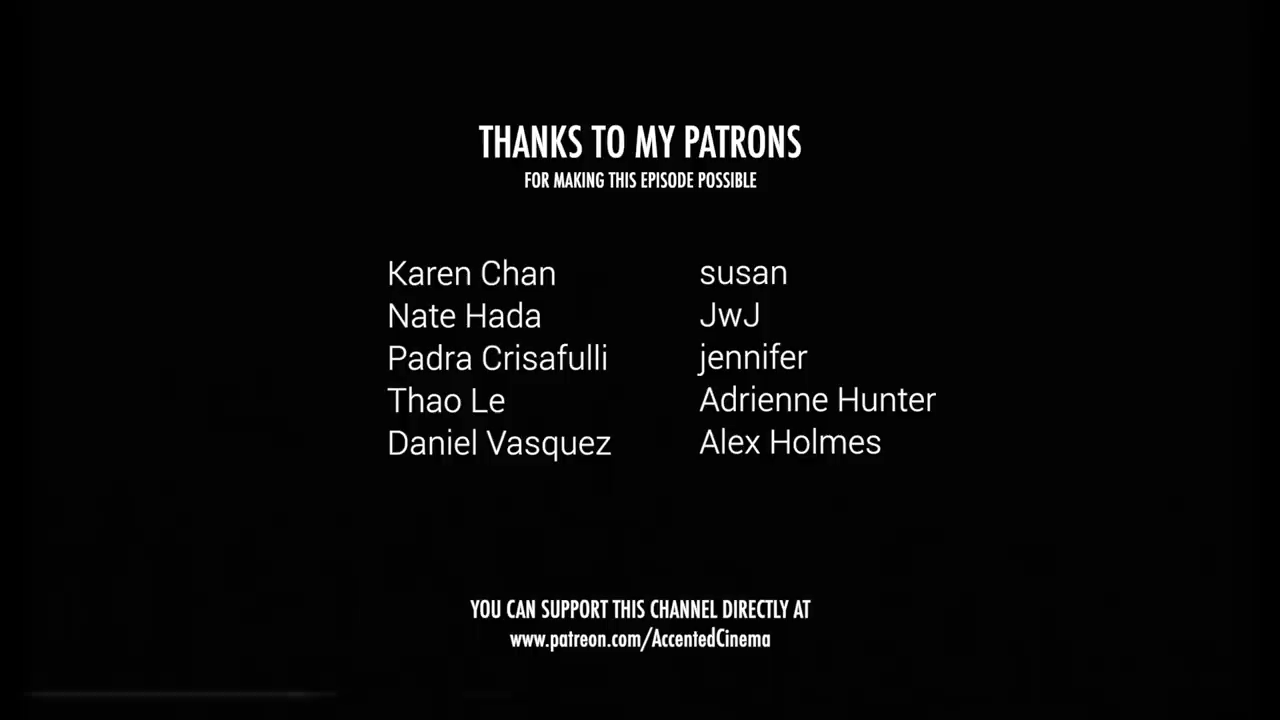 THANKS TO MY PATRONS
FOR MAKING THIS EPISODE POSSIBLE
Karen Chan
Nate Hada
Padra Crisafulli
Thao Le
Daniel Vasquez
susan
JwJ
jennifer
Adrienne Hunter
Alex Holmes
YOU CAN SUPPORT THIS CHANNEL DIRECTLY AT
www.patreon.com/AccentedCinema